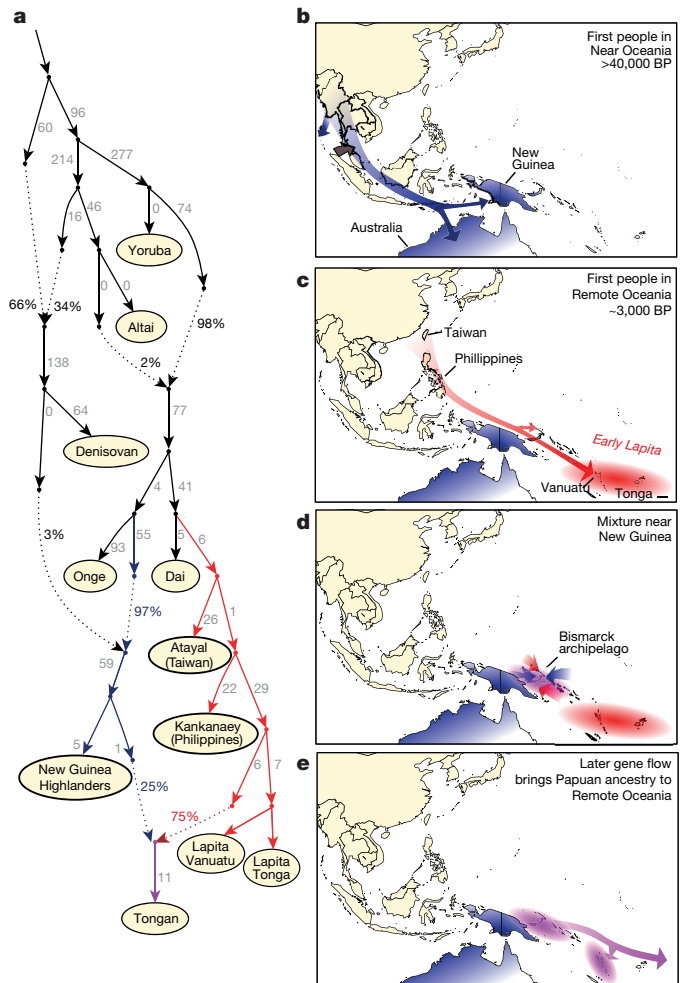 a
60
96
214
277
16
46
0
74
Yoruba
0
0
66%
34%
Altai
98%
2%
138
77
0
64
Denisovan
4
41
3%
93
55
5
6
Onge
Dai
97%
26
1
59
Atayal
(Taiwan)
22
29
Kankanaey
(Philippines)
5
1
6
7
New Guinea
Highlanders
25%
75%
Lapita
Vanuatu
Lapita
Tonga
11
Tongan
b
First people in
Near Oceania
>40,000 BP
New
Guinea
Australia
c
First people in
Remote Oceania
~3,000 BP
Taiwan
Phillippines
Early Lapita
Vanuatu
Tonga
d
Mixture near
New Guinea
Bismarck
archipelago
e
Later gene flow
brings Papuan ancestry to
Remote Oceania